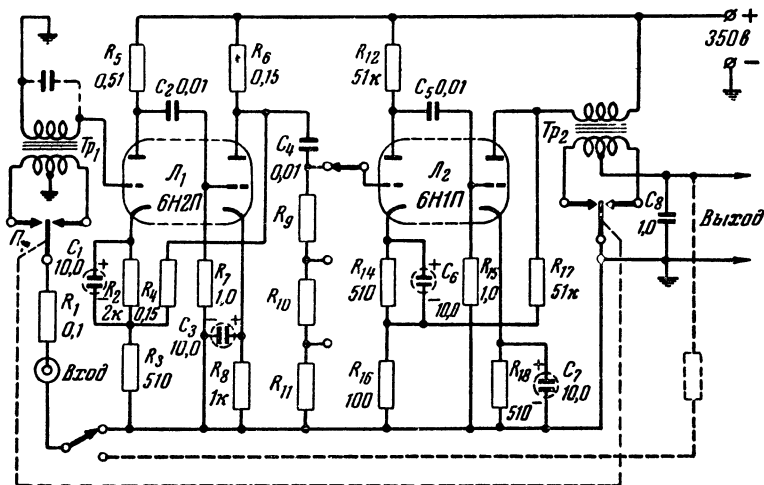 R5
0,51
C2 0,01
R6
0,15
R12
51к
C5 0,01
+
350в
−
Тр1
Тр2
Л1
6Н2П
C4
0,01
Л2
6Н1П
C8
1,0
Выход
П
C1
10,0
+
−
R2
2к
R4
0,15
R7
1,0
R9
R14
510
+
C6
−
10,0
R15
1,0
R17
51к
R1
0,1
R3
510
C3
10,0
−
+
R8
1к
R10
R11
R16
100
R18
510
+
−
C7
10,0
Вход